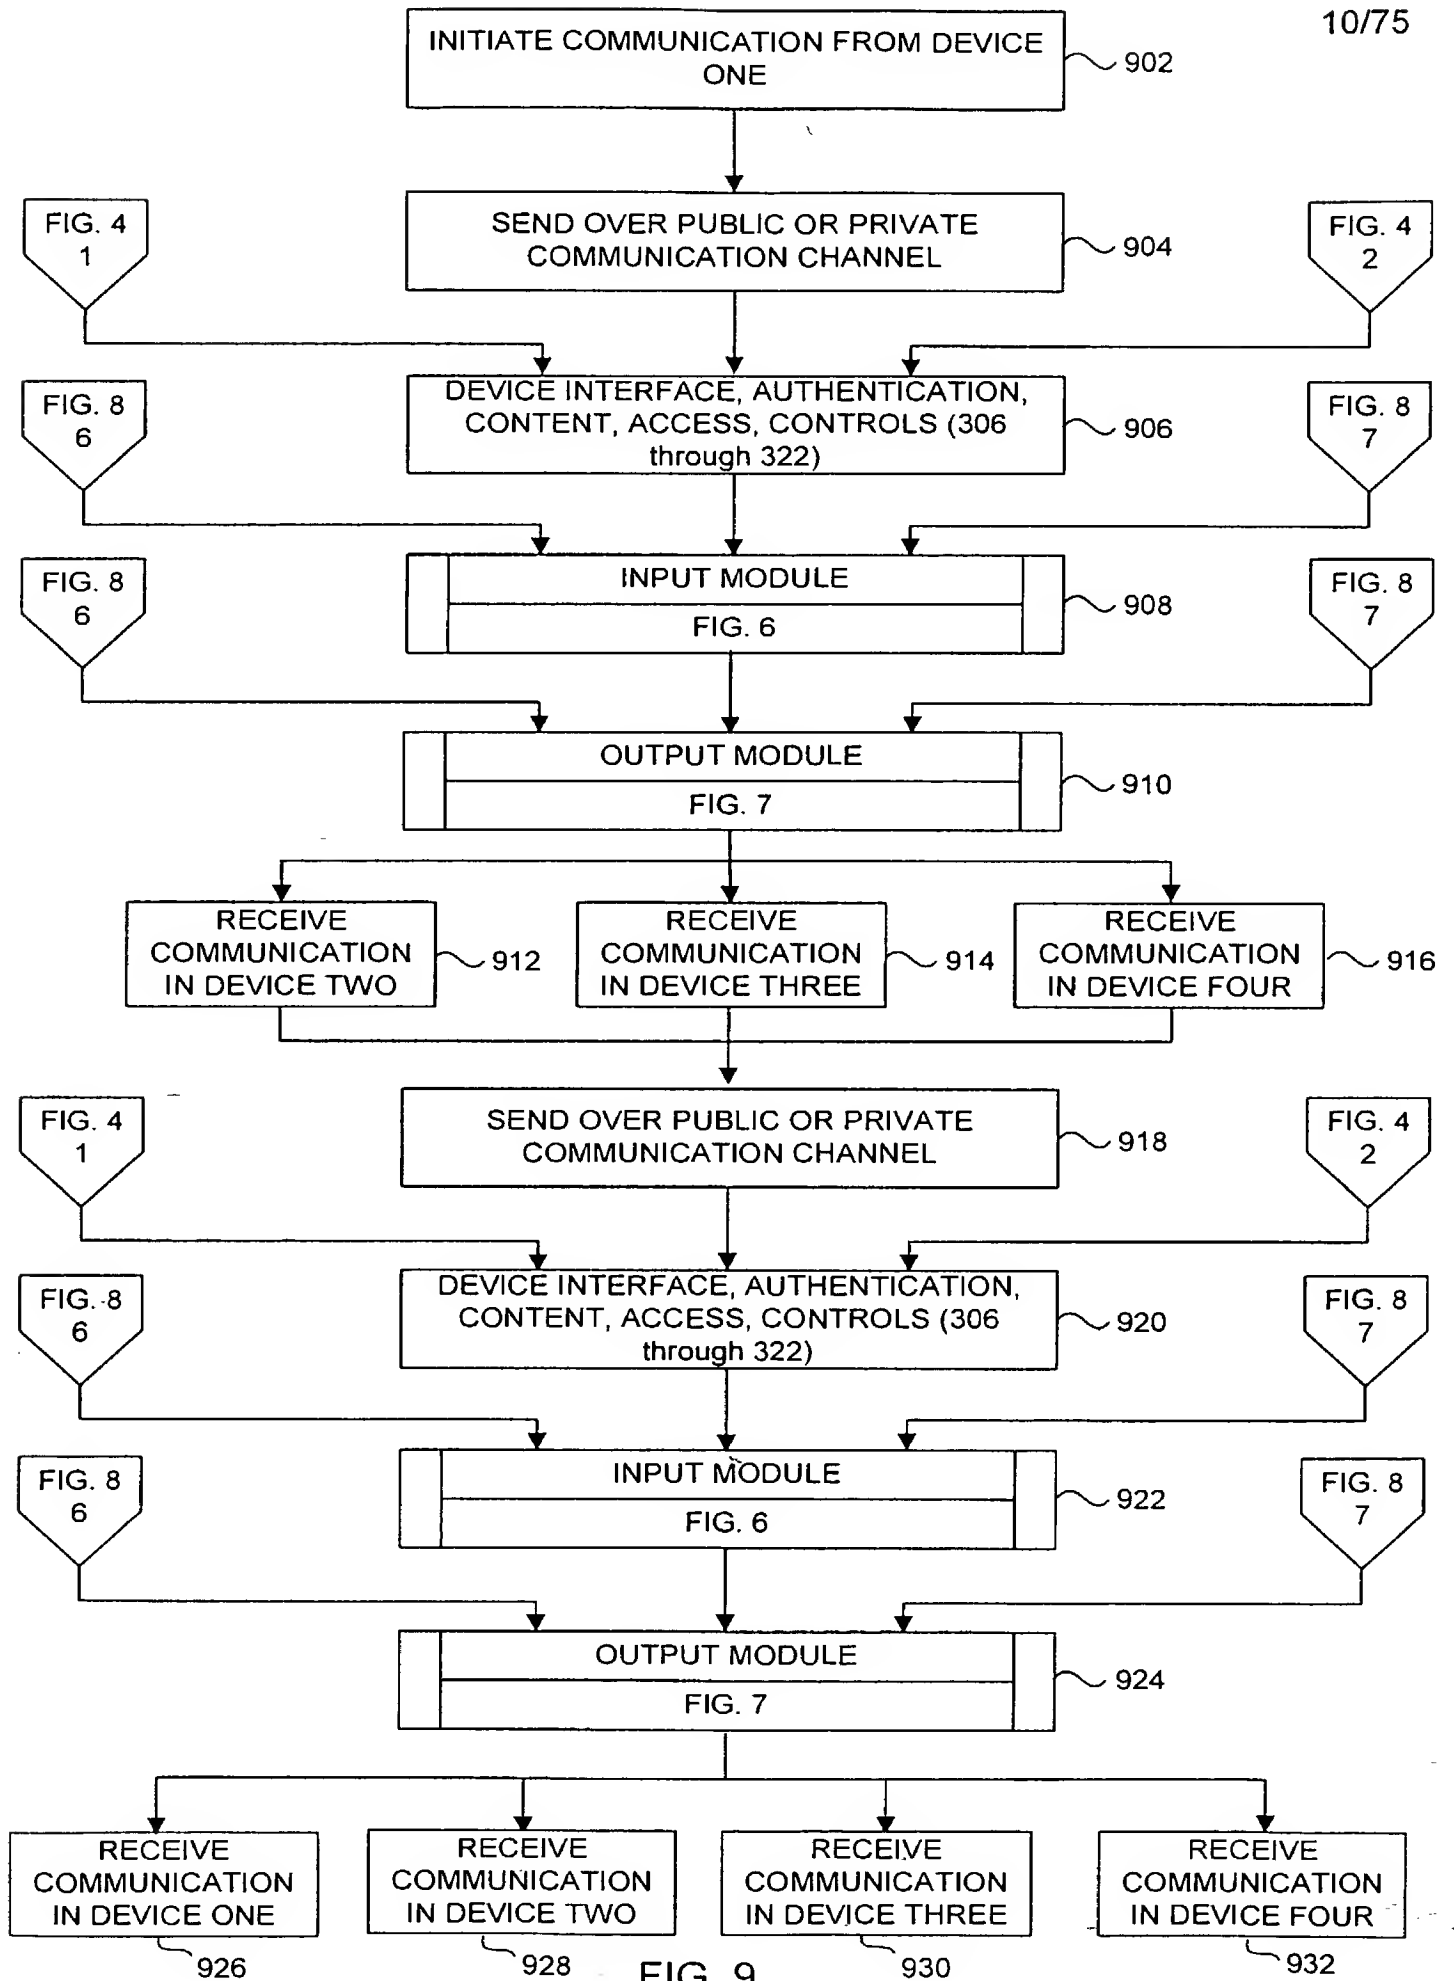 10/75
INITIATE COMMUNICATION FROM DEVICE
ONE
902
FIG. 4
1
SEND OVER PUBLIC OR PRIVATE
COMMUNICATION CHANNEL
904
FIG. 4
2
FIG. 8
6
DEVICE INTERFACE, AUTHENTICATION,
CONTENT, ACCESS, CONTROLS (306
through 322)
906
FIG. 8
7
FIG. 8
6
INPUT MODULE
FIG. 6
908
FIG. 8
7
OUTPUT MODULE
FIG. 7
910
RECEIVE
COMMUNICATION
IN DEVICE TWO
912
RECEIVE
COMMUNICATION
IN DEVICE THREE
914
RECEIVE
COMMUNICATION
IN DEVICE FOUR
916
FIG. 4
1
SEND OVER PUBLIC OR PRIVATE
COMMUNICATION CHANNEL
918
FIG. 4
2
FIG. 8
6
DEVICE INTERFACE, AUTHENTICATION,
CONTENT, ACCESS, CONTROLS (306
through 322)
920
FIG. 8
7
FIG. 8
6
INPUT MODULE
FIG. 6
922
FIG. 8
7
OUTPUT MODULE
FIG. 7
924
RECEIVE
COMMUNICATION
IN DEVICE ONE
926
RECEIVE
COMMUNICATION
IN DEVICE TWO
928
RECEIVE
COMMUNICATION
IN DEVICE THREE
930
RECEIVE
COMMUNICATION
IN DEVICE FOUR
932
FIG. 9